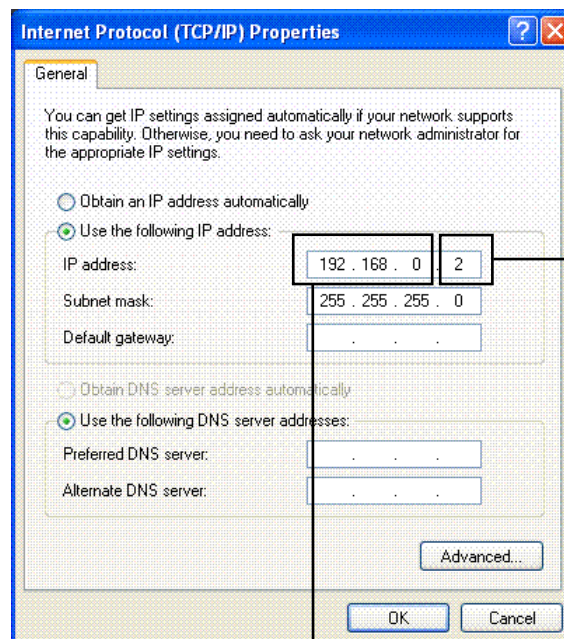 Internet Protocol (TCP/IP) Properties
General
You can get IP settings assigned automatically if your network supports
this capability. Otherwise, you need to ask your network administrator for
the appropriate IP settings.
Obtain an IP address automatically
Use the following IP address:
IP address: 192 . 168 . 0 . 2
Subnet mask: 255 . 255 . 255 . 0
Default gateway: . . .
Obtain DNS server address automatically
Use the following DNS server addresses:
Preferred DNS server: . . .
Alternate DNS server: . . .
Advanced...
OK Cancel